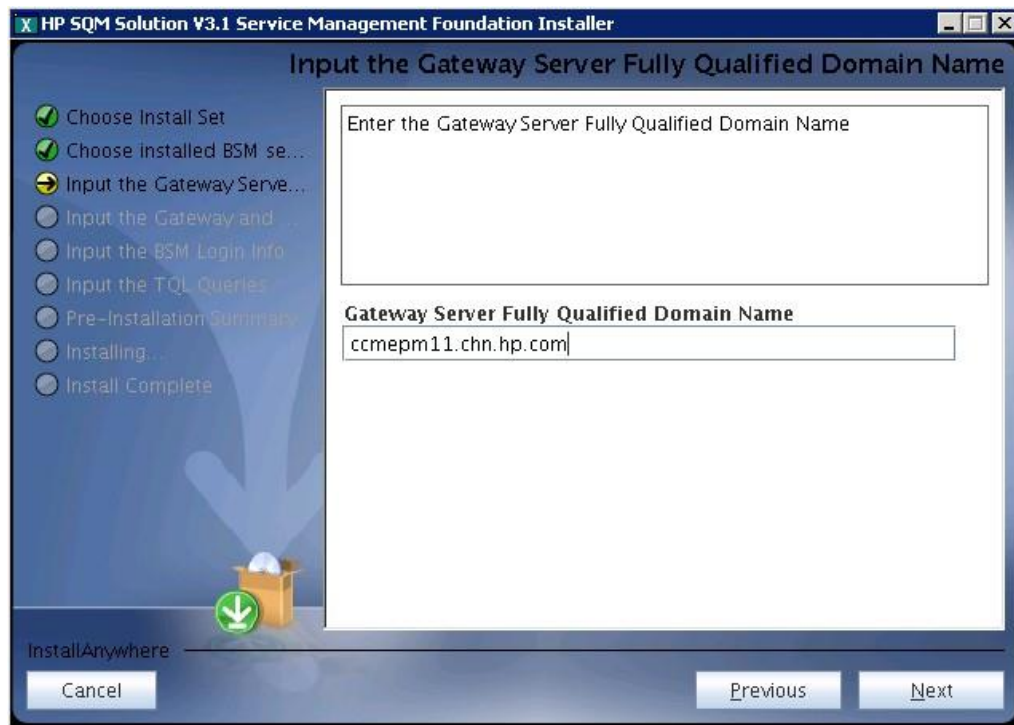 HP SQM Solution V3.1 Service Management Foundation Installer
Input the Gateway Server Fully Qualified Domain Name
Choose Install Set
Choose installed BSM se...
Input the Gateway Serve...
Input the Gateway and ...
Input the BSM Login Info
Input the TQL Queries
Pre-Installation Summary
Installing...
Install Complete
Enter the Gateway Server Fully Qualified Domain Name
Gateway Server Fully Qualified Domain Name
ccmepm11.chn.hp.com
InstallAnywhere
Cancel
Previous
Next